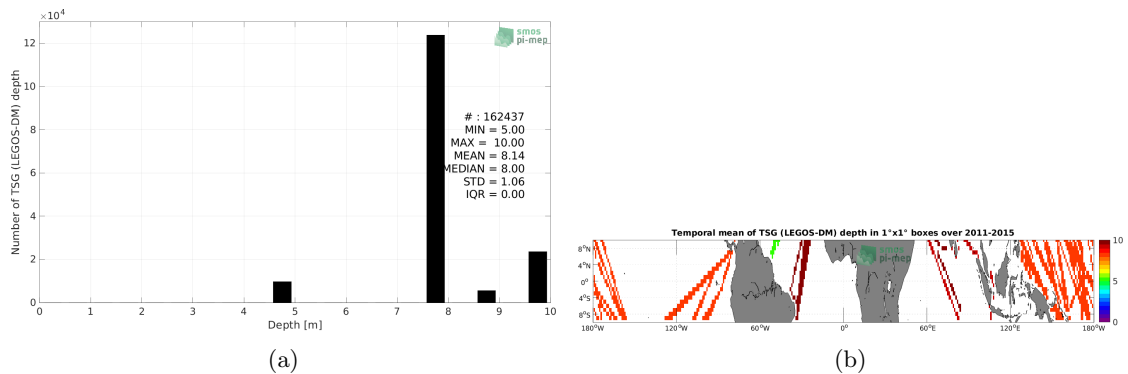 ×10⁴
smos
pi-mep
12
10
8
6
4
2
0
Number of TSG (LEGOS-DM) depth
# : 162437
MIN = 5.00
MAX = 10.00
MEAN = 8.14
MEDIAN = 8.00
STD = 1.06
IQR = 0.00
0 1 2 3 4 5 6 7 8 9 10
Depth [m]
(a)
Temporal mean of TSG (LEGOS-DM) depth in 1°x1° boxes over 2011-2015
smos
pi-mep
8°N
4°N
0°
4°S
8°S
180°W 120°W 60°W 0° 60°E 120°E 180°W
10
5
0
(b)